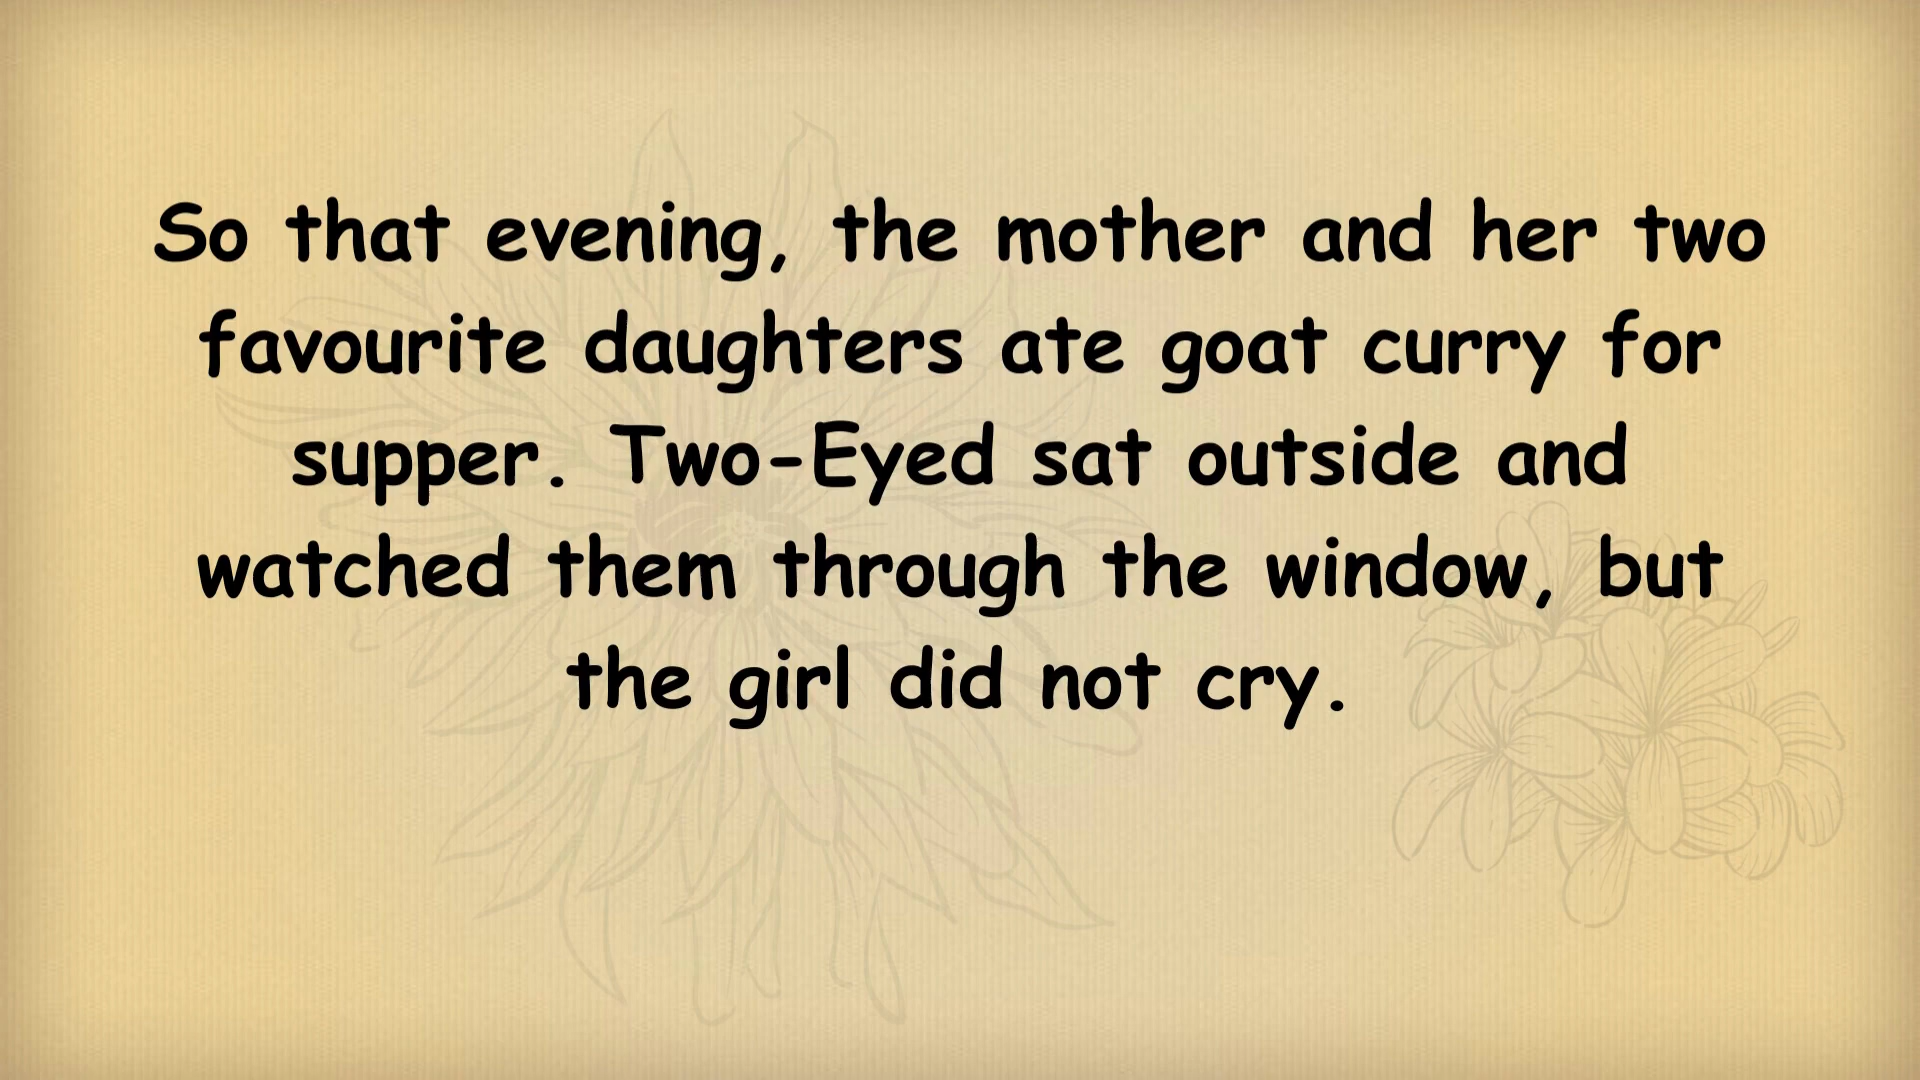 So that evening, the mother and her two
favourite daughters ate goat curry for
supper. Two-Eyed sat outside and
watched them through the window, but
the girl did not cry.